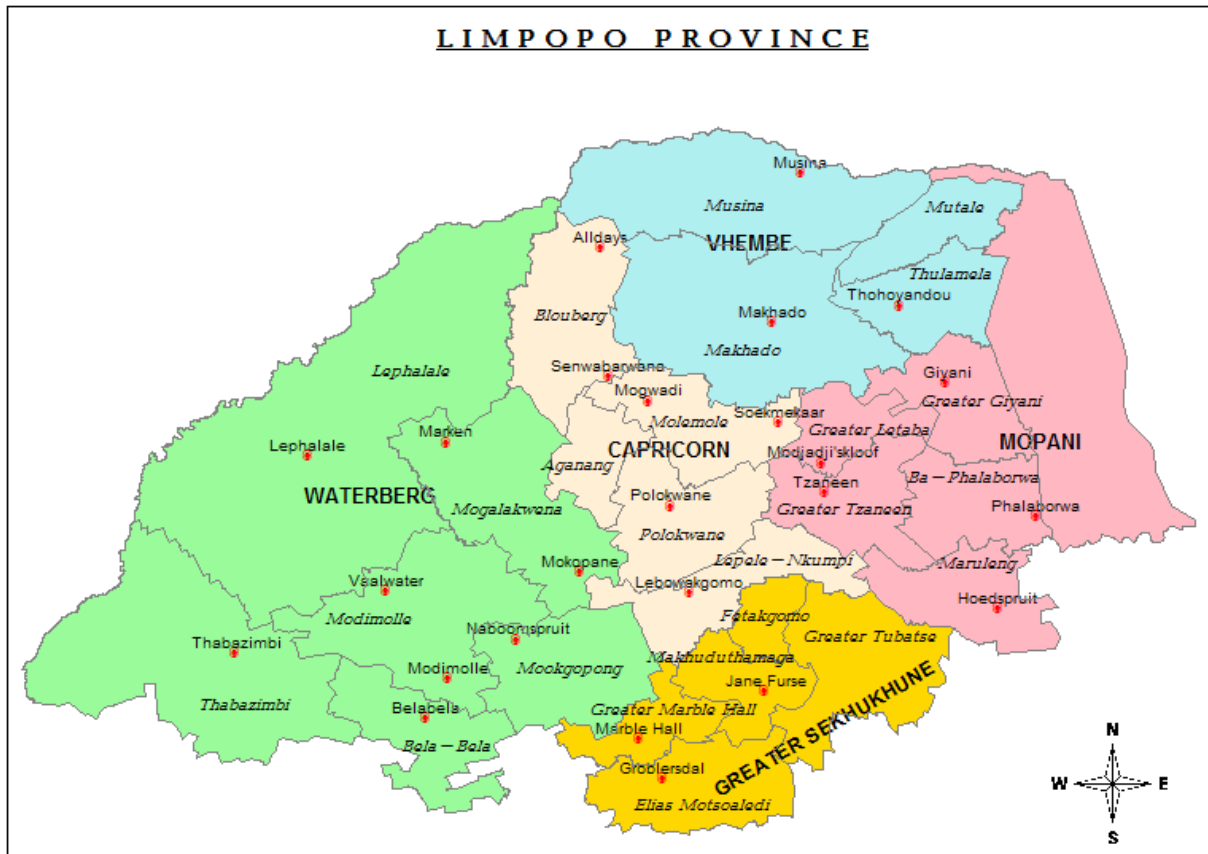 LIMPOPO PROVINCE
Musina
Musina
Mutale
Alldays
VHEMBE
Thulamela
Thohoyandou
Blouberg
Makhado
Makhado
Senwabarwano
Giyani
Lephalale
Mogwadi
Greater Giyani
Molemole
Soekmekaar
Greater Letaba
Marken
Lephalale
CAPRICORN
MOPANI
Modjadji'skloof
Aganang
Ba-Phalaborwa
Tzaneen
WATERBERG
Polokwane
Greater Tzaneen
Phalaborwa
Mogalakwena
Polokwane
Mokopane
Lepele-Nkumpi
Maruleng
Vaalwater
Lebowakgomo
Hoedspruit
Modimolle
Fetakgomo
Greater Tubatse
Naboomspruit
Thabazimbi
Mookgopong
Makhuduthamaga
Modimolle
Jane Furse
Thabazimbi
Greater Marble Hall
Belabela
Marble Hall
GREATER SEKHUKHUNE
Bela-Bela
Groblersdal
Elias Motsoaledi
N
W
E
S